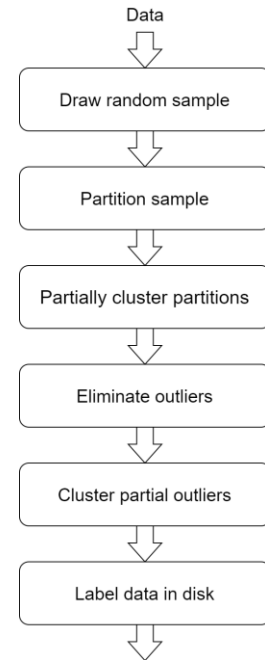 Data
Draw random sample
Partition sample
Partially cluster partitions
Eliminate outliers
Cluster partial outliers
Label data in disk